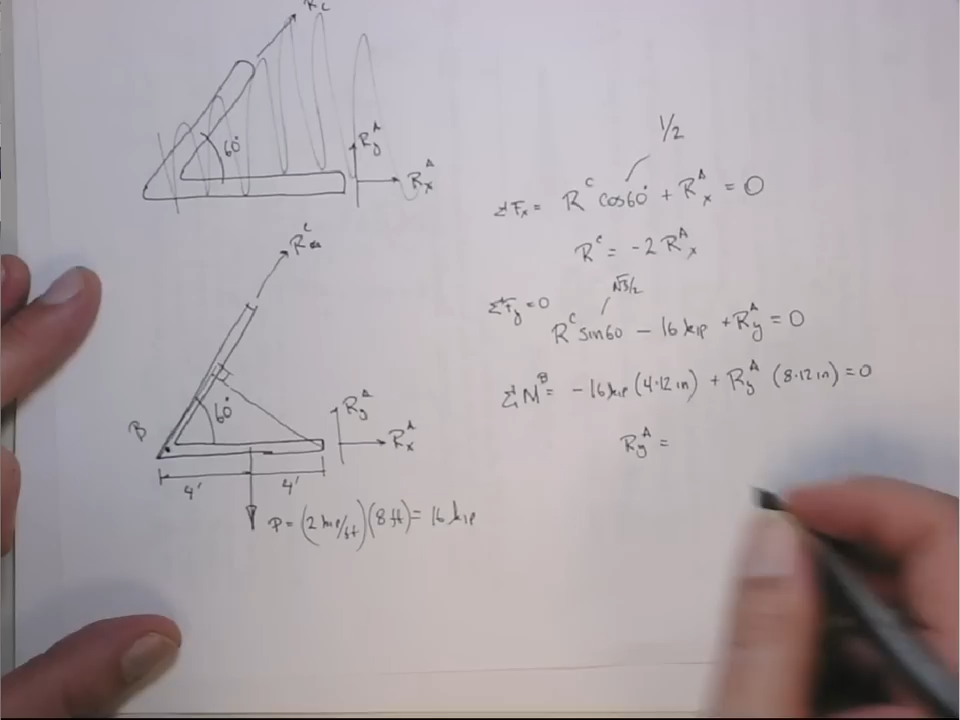 R_C
60°
R_y^A
R_x^A
1/2
ΣF_x = R^C cos60° + R_x^A = 0
R^C = -2 R_x^A
R^C
√3/2
ΣF_y = 0
R^C sin60 - 16 kip + R_y^A = 0
ΣM^B = -16 kip (4·12 in) + R_y^A (8·12 in) = 0
R_y^A =
B
60°
R_y^A
R_x^A
4' 4'
P = (2 kip/ft)(8 ft) = 16 kip